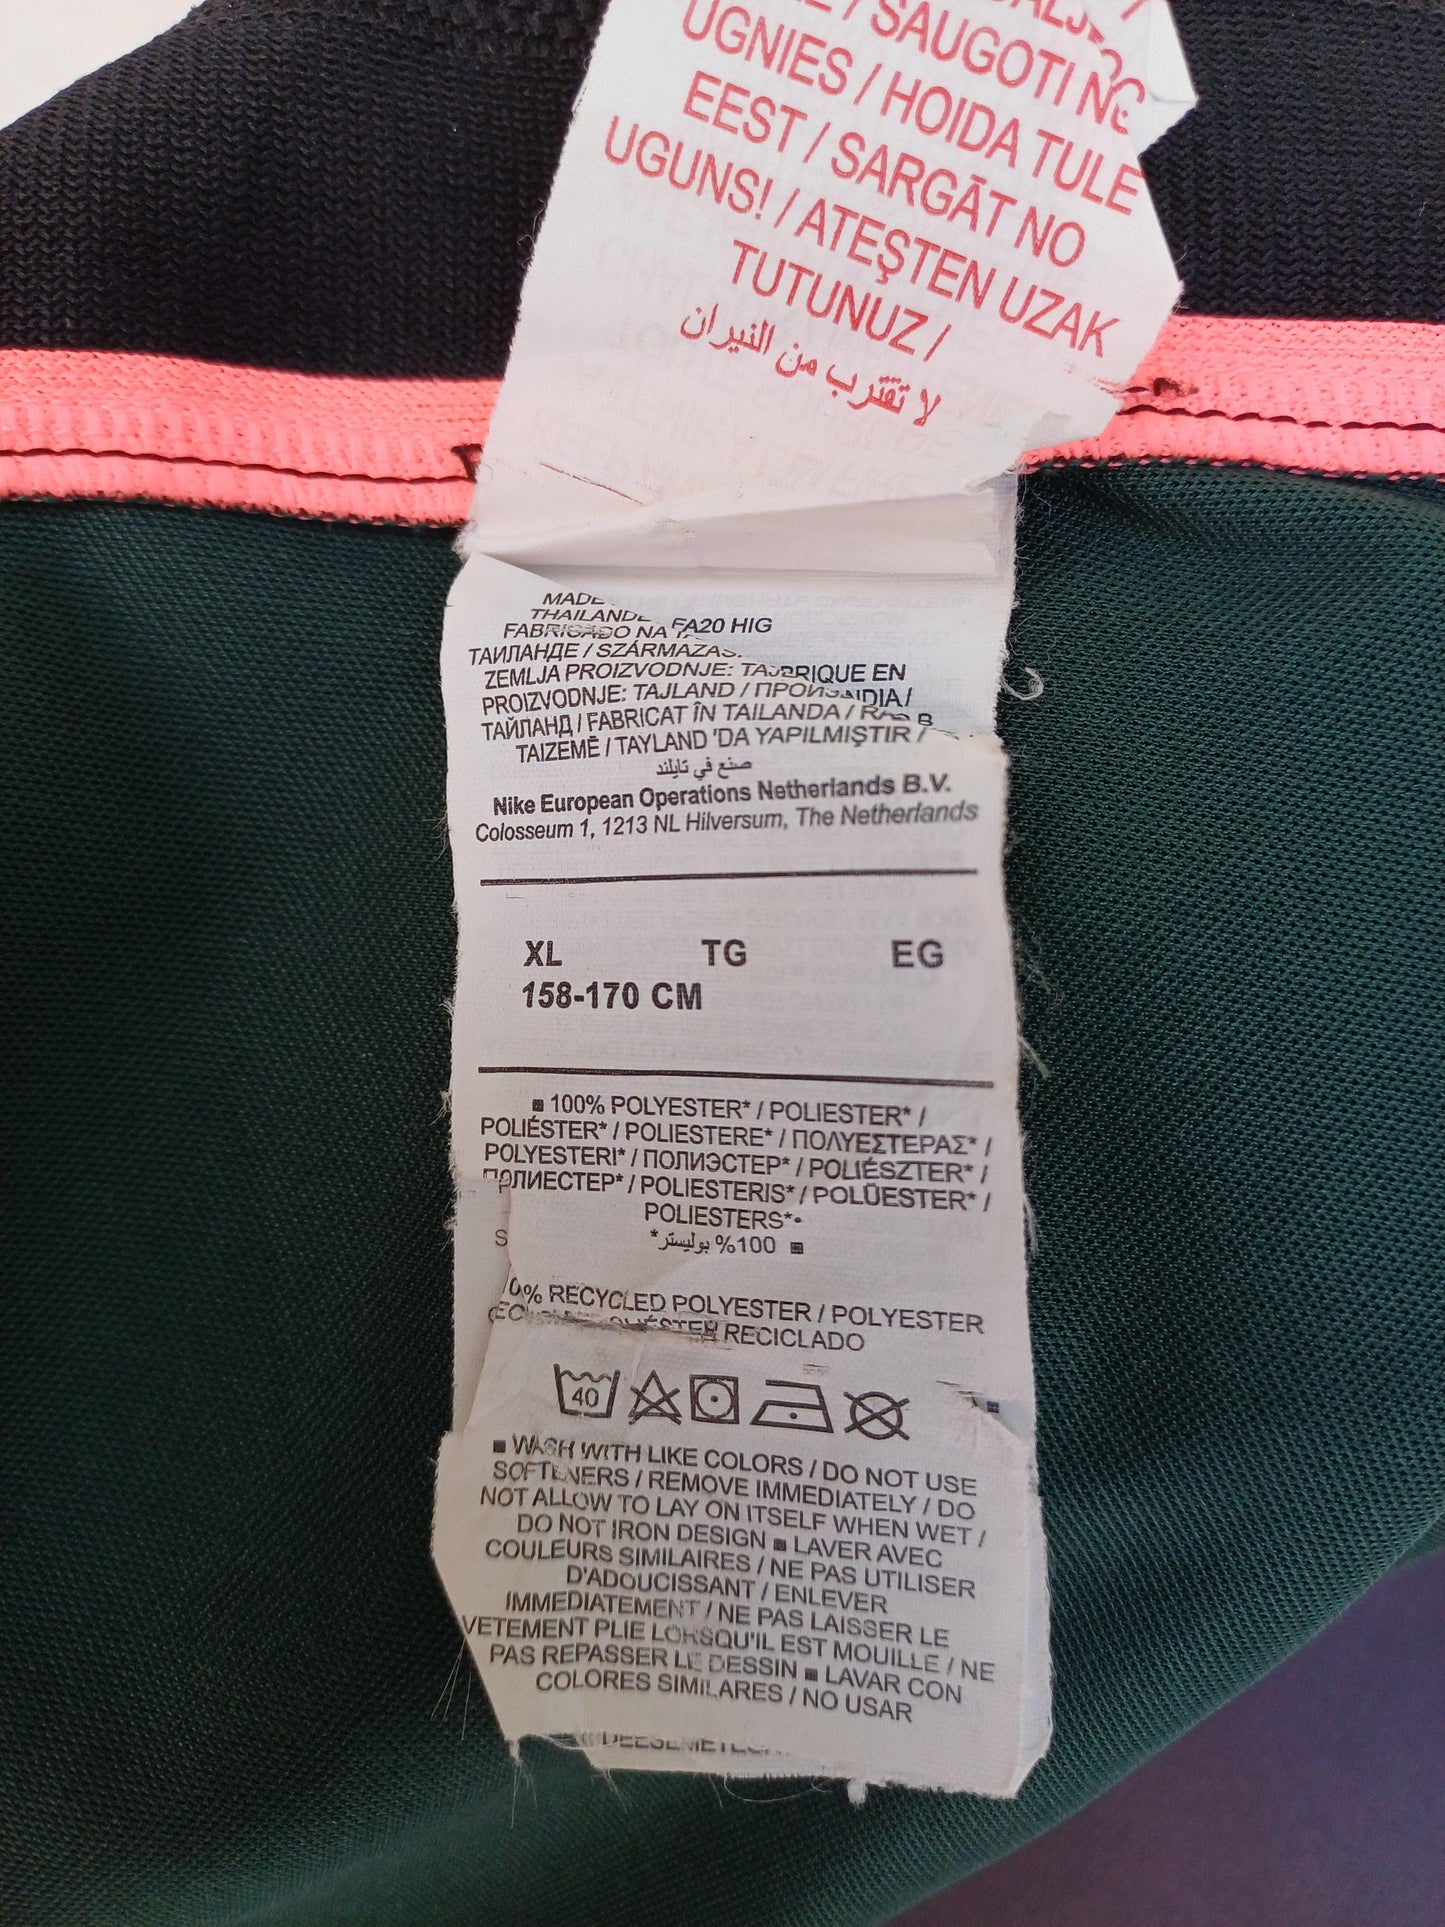 SAUGOTI
UGNIES / HOIDA TULE
EEST / SARGĀT NO
UGUNS! / ATEŞTEN UZAK
TUTUNUZ /
لا تقترب من النيران
FA20 HIG
FABRICADO NA
ТАИЛАНДЕ /
ZEMLJA PROIZVODNJE: BRIQUE EN
PROIZVODNJE: TAJLAND / NDIA /
ТАЙЛАНД / FABRICAT ÎN TAILANDA /
TAIZEMĒ / TAYLAND 'DA YAPILMIŞTIR /
صنع في تايلند
Nike European Operations Netherlands B.V.
Colosseum 1, 1213 NL Hilversum, The Netherlands
XL TG EG
158-170 CM
■ 100% POLYESTER* / POLIESTER* /
POLIÉSTER* / POLIESTERE* / ΠΟΛΥΕΣΤΕΡΑΣ* /
POLYESTERI* / ПОЛИЭСТЕР* / POLIÉSZTER* /
ПОЛИЕСТЕР* / POLIESTERIS* / POLÜESTER* /
POLIESTERS*•
■ 100% بوليستر*
0% RECYCLED POLYESTER / POLYESTER
RECICLADO
40
■ WASH WITH LIKE COLORS / DO NOT USE
SOFTENERS / REMOVE IMMEDIATELY / DO
NOT ALLOW TO LAY ON ITSELF WHEN WET /
DO NOT IRON DESIGN ■ LAVER AVEC
COULEURS SIMILAIRES / NE PAS UTILISER
D'ADOUCISSANT / ENLEVER
IMMEDIATEMENT / NE PAS LAISSER LE
VETEMENT PLIE LORSQU'IL EST MOUILLE / NE
PAS REPASSER LE DESSIN ■ LAVAR CON
COLORES SIMILARES / NO USAR